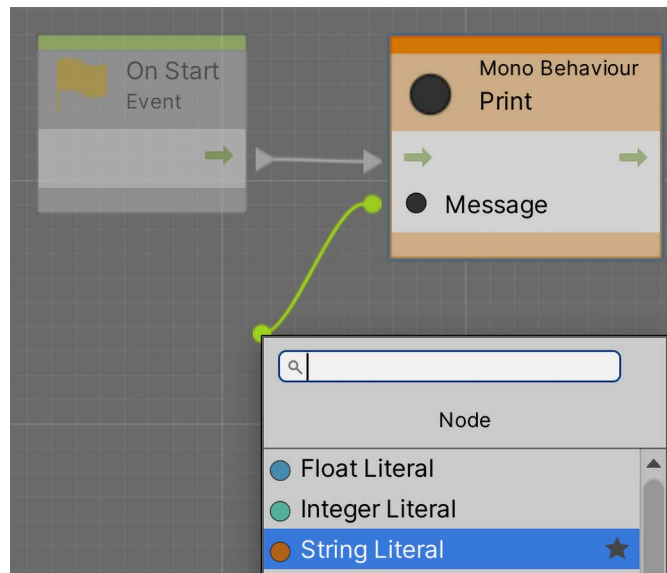 On Start
Event
Mono Behaviour
Print
Message
Node
Float Literal
Integer Literal
String Literal